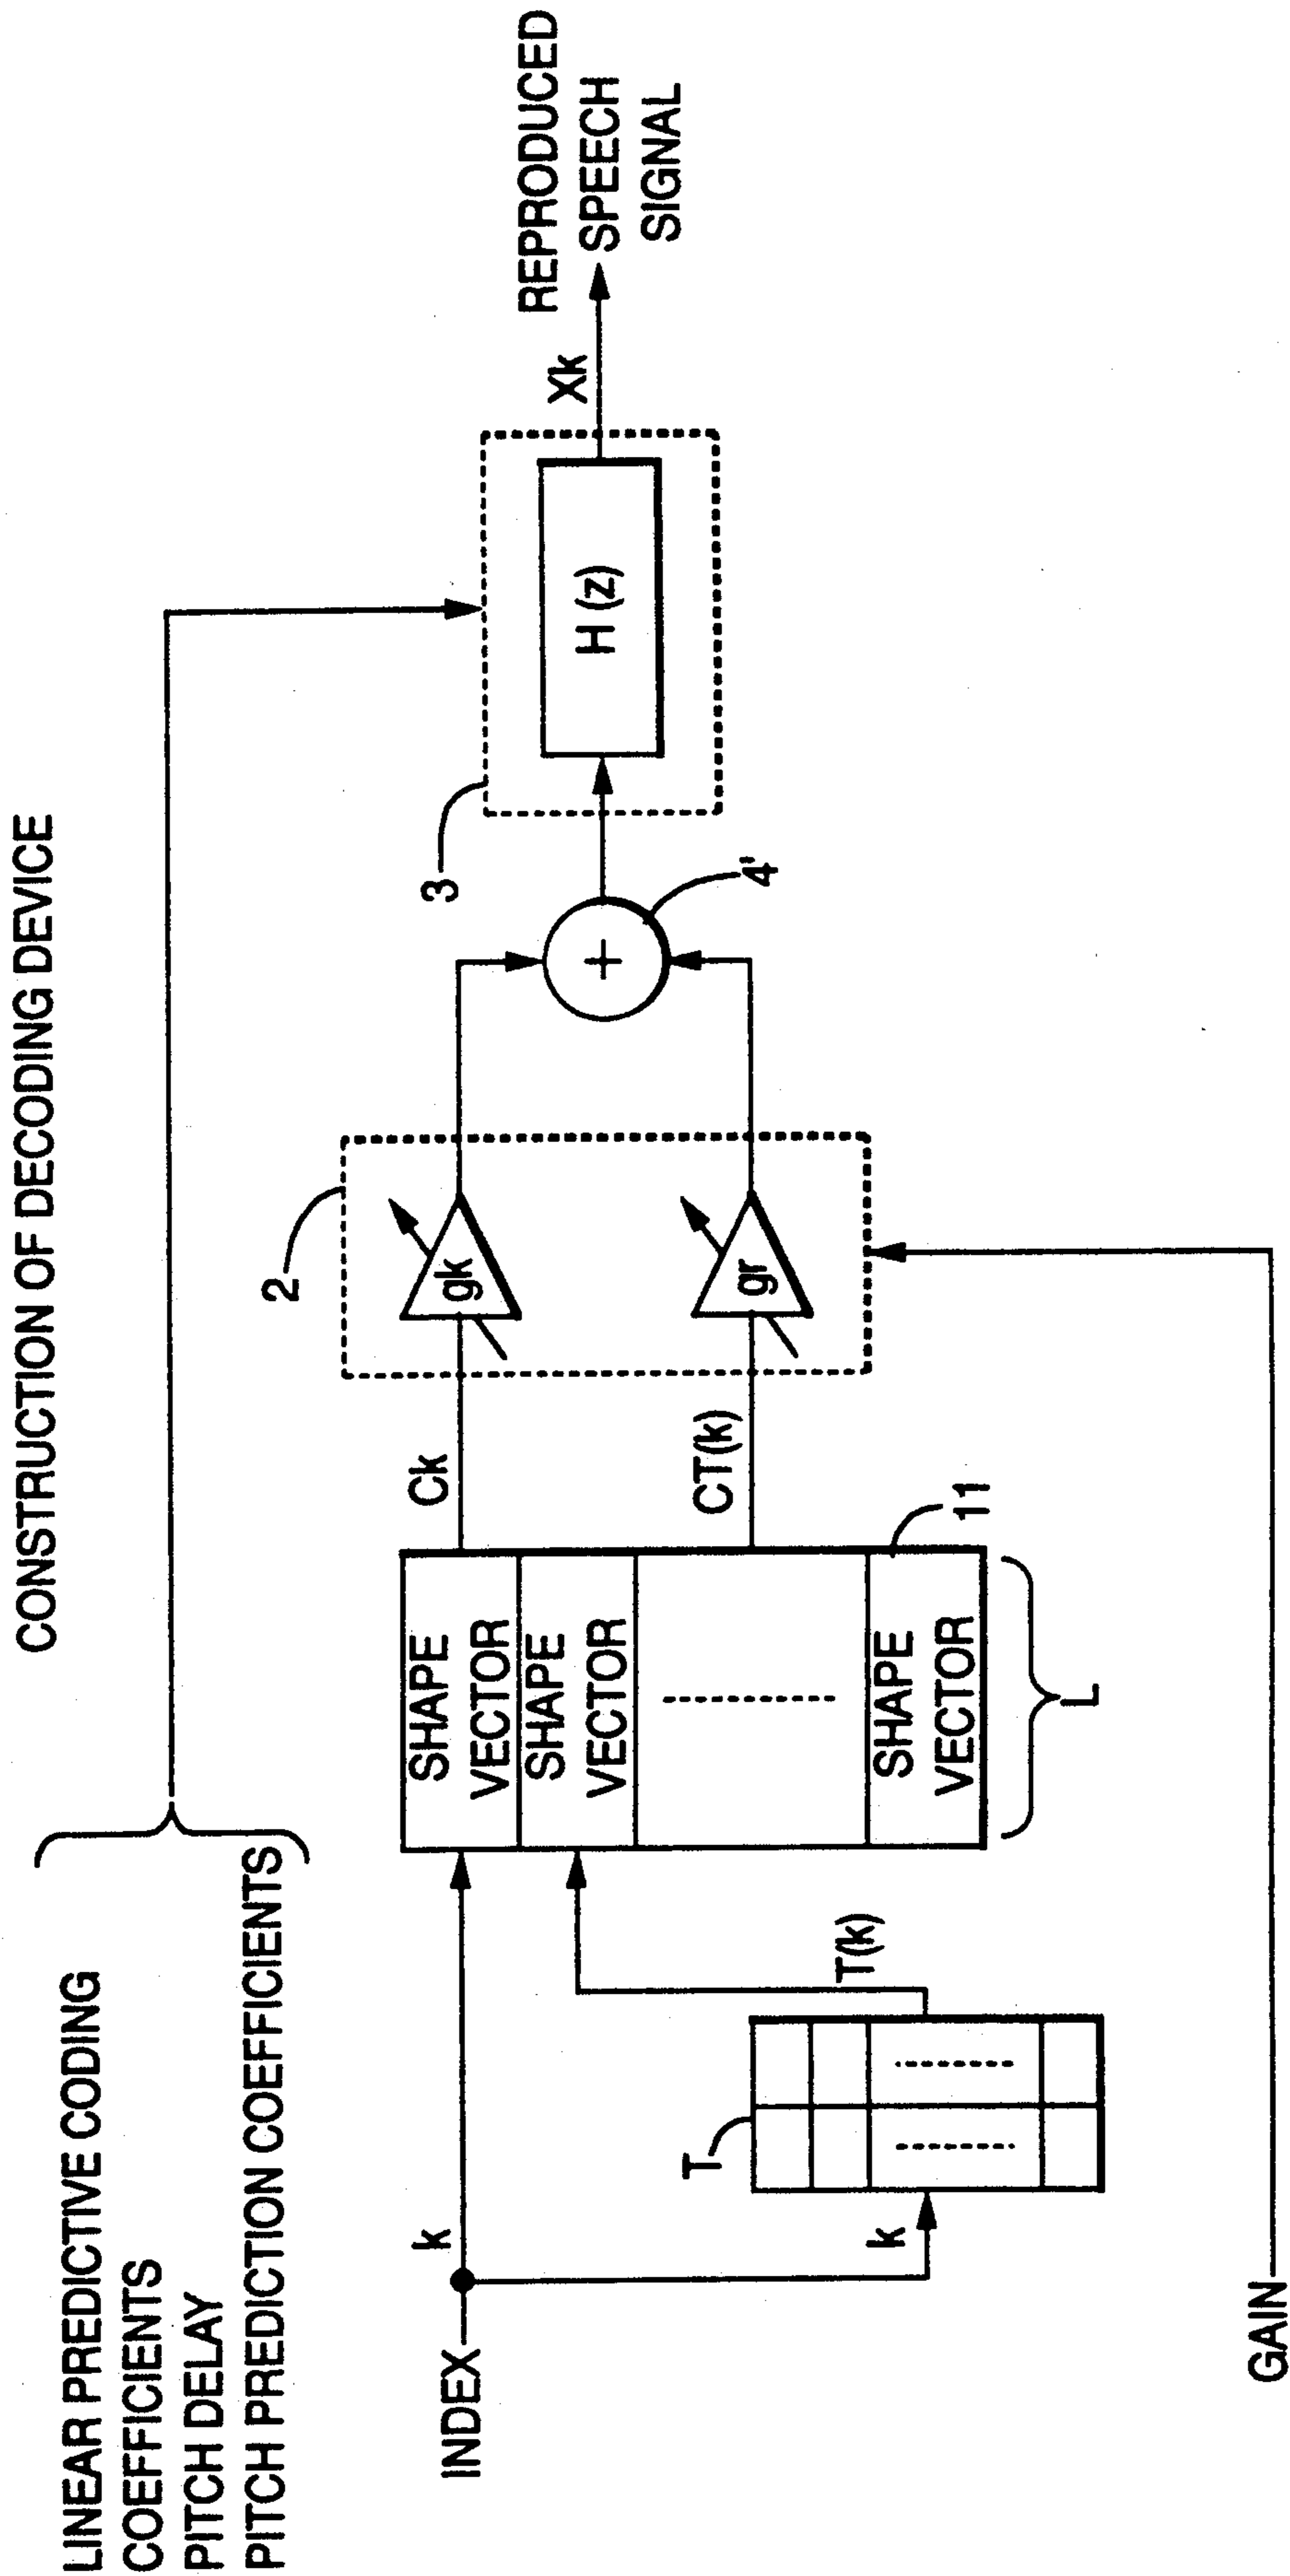 CONSTRUCTION OF DECODING DEVICE
LINEAR PREDICTIVE CODING
COEFFICIENTS
PITCH DELAY
PITCH PREDICTION COEFFICIENTS
INDEX
k
k
T
T(k)
SHAPE
VECTOR
SHAPE
VECTOR
SHAPE
VECTOR
L
11
Ck
CT(k)
2
gk
gr
+
4'
3
H (z)
Xk
REPRODUCED
SPEECH
SIGNAL
GAIN